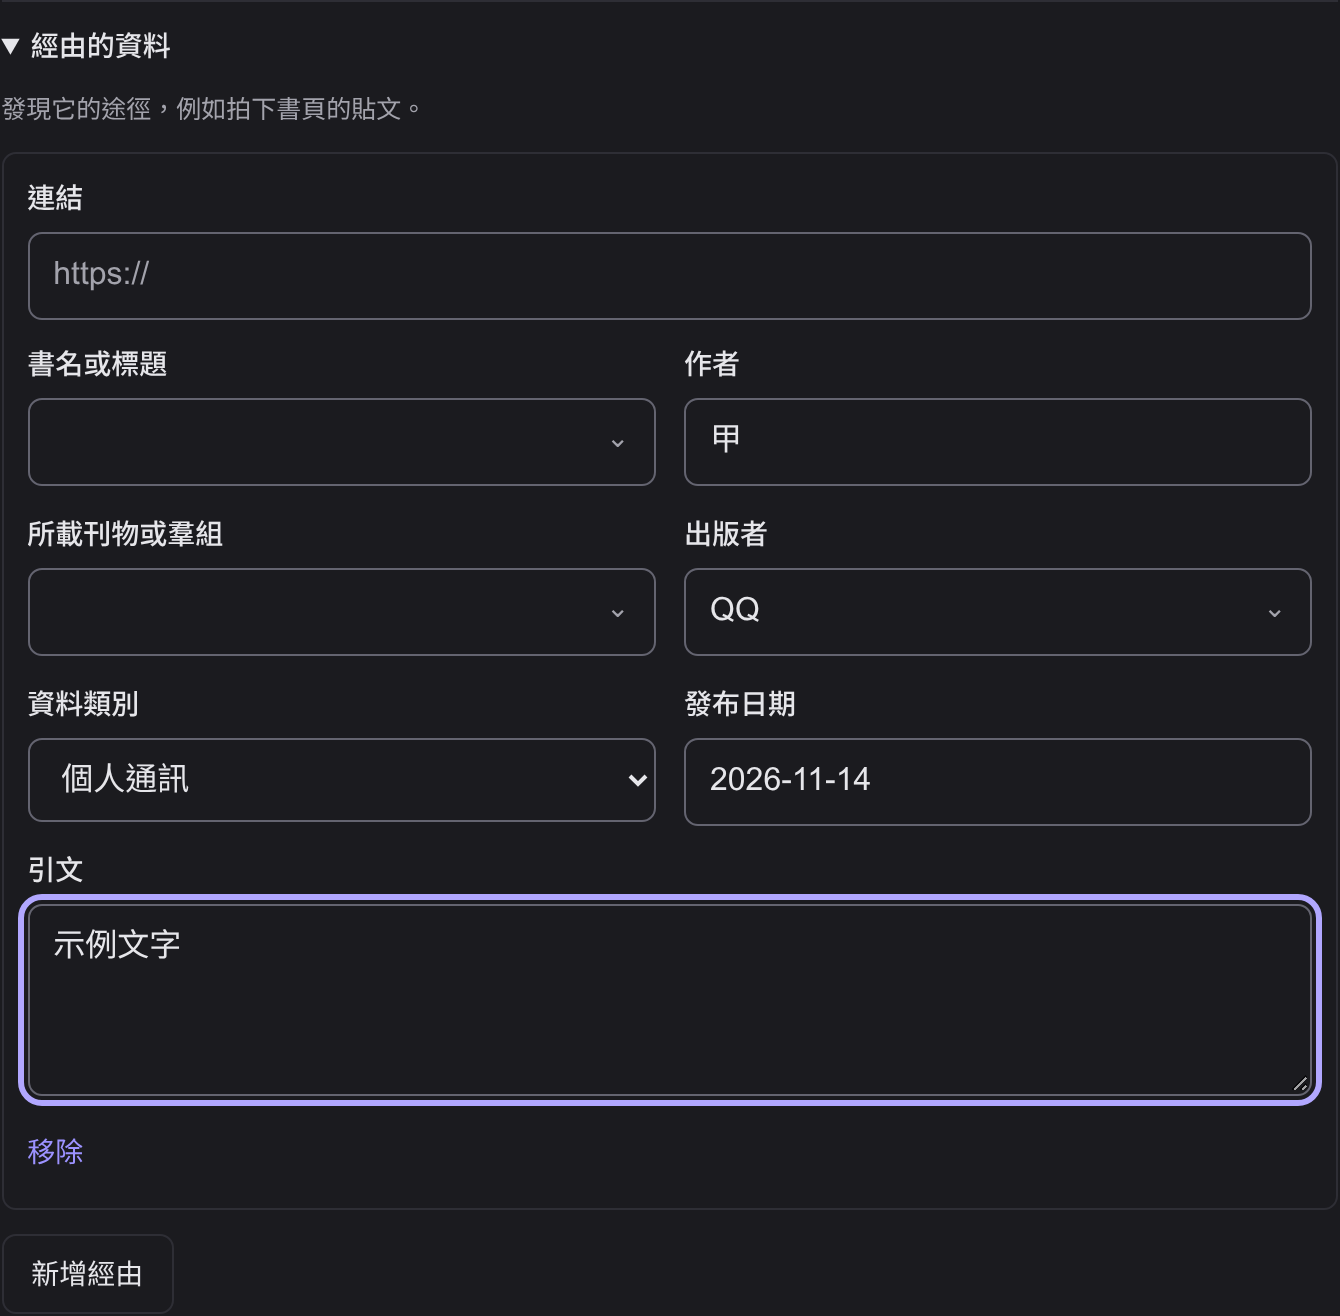 經由的資料
發現它的途徑，例如拍下書頁的貼文。
連結
https://
書名或標題
作者
甲
所載刊物或羣組
出版者
QQ
資料類別
發布日期
個人通訊
2026-11-14
引文
示例文字
移除
新增經由